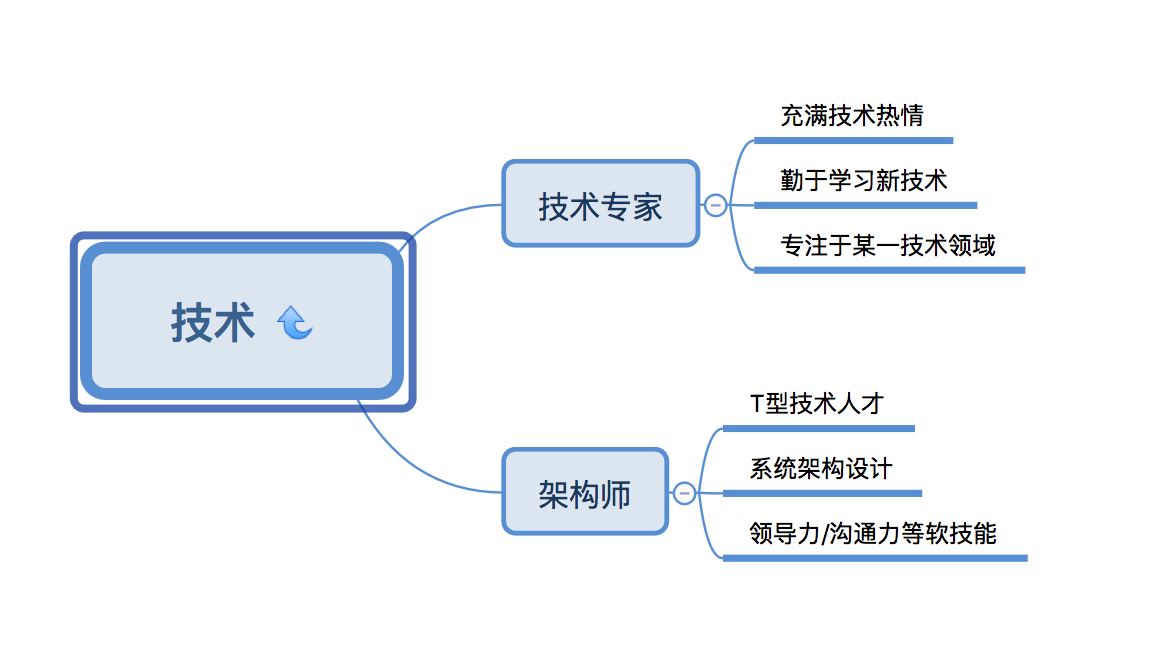 技术
技术专家
充满技术热情
勤于学习新技术
专注于某一技术领域
架构师
T型技术人才
系统架构设计
领导力/沟通力等软技能